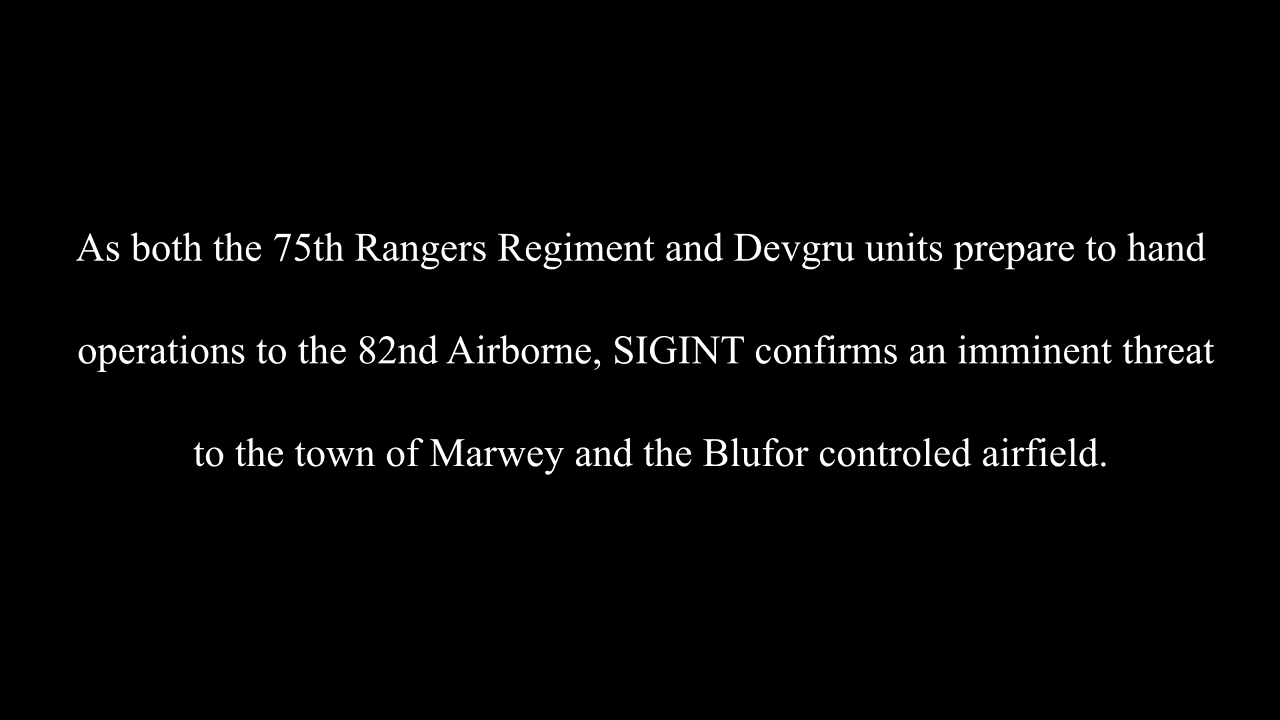 As both the 75th Rangers Regiment and Devgru units prepare to hand
operations to the 82nd Airborne, SIGINT confirms an imminent threat
to the town of Marwey and the Blufor controled airfield.